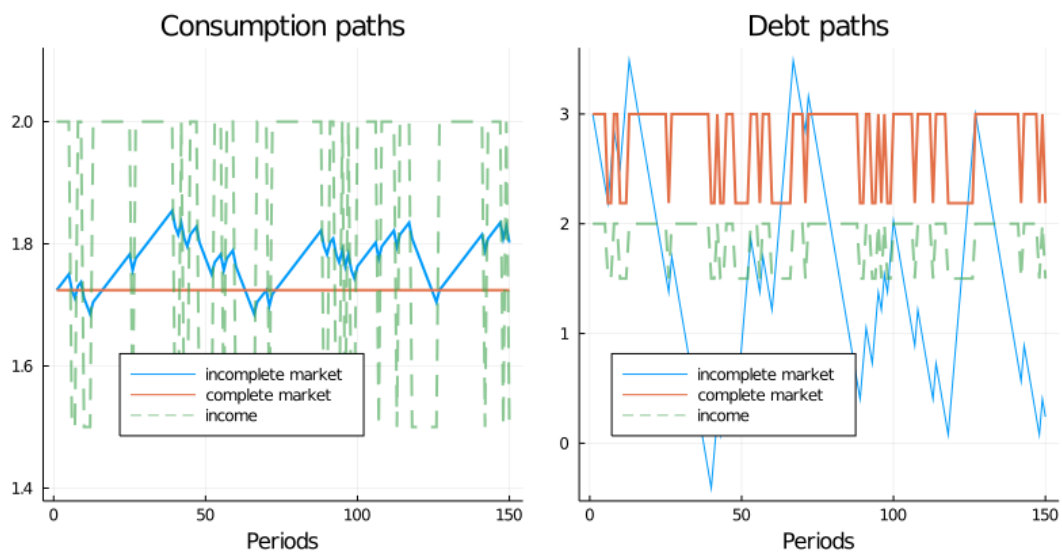 Consumption paths
2.0
1.8
1.6
1.4
incomplete market
complete market
income
0
50
100
150
Periods
Debt paths
3
2
1
0
incomplete market
complete market
income
0
50
100
150
Periods